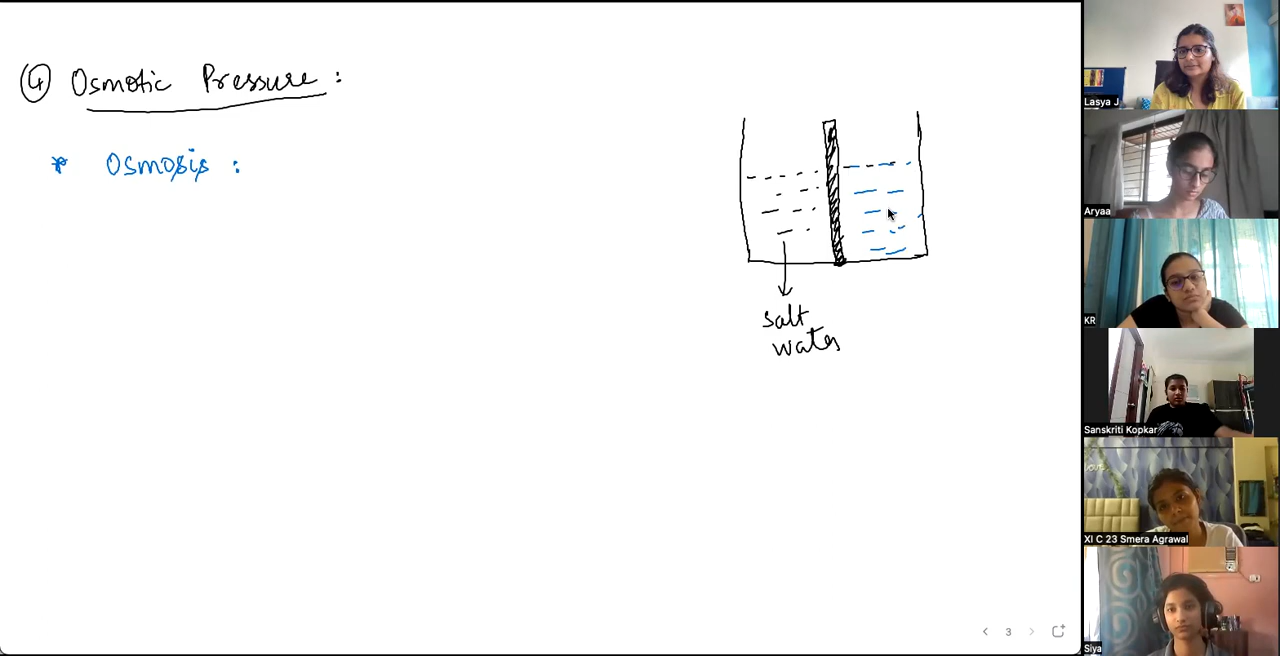 ④ Osmotic Pressure :
* Osmosis :
salt
water
3
Lasya J
Aryaa
KR
Sanskriti Kopkar
XI C 23 Smera Agrawal
Siya